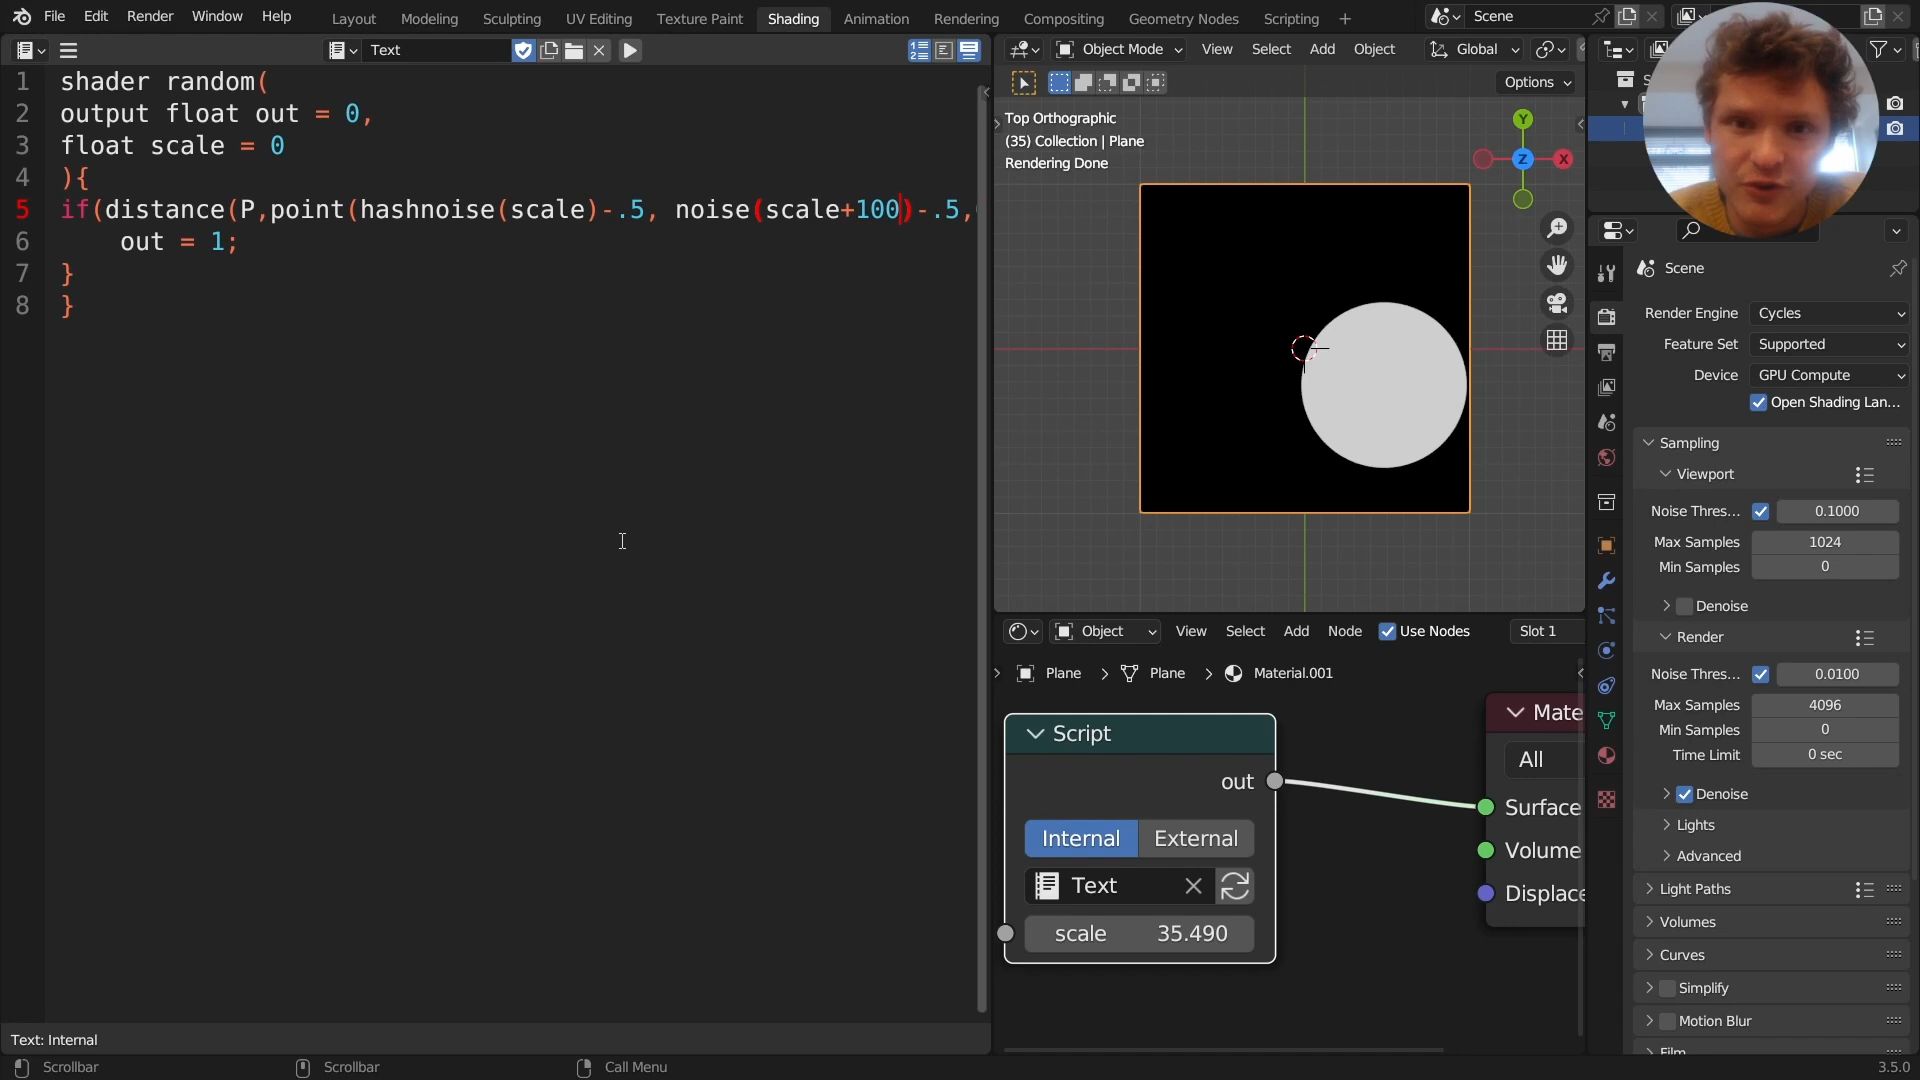 File Edit Render Window Help Layout Modeling Sculpting UV Editing Texture Paint Shading Animation Rendering Compositing Geometry Nodes Scripting + Scene
Text Object Mode View Select Add Object Global
Options
1 shader random(
2 output float out = 0,
3 float scale = 0
4 ){
5 if(distance(P,point(hashnoise(scale)-.5, noise(scale+100)-.5,
6 out = 1;
7 }
8 }
Top Orthographic
(35) Collection | Plane
Rendering Done
Y
Z
X
Object View Select Add Node Use Nodes Slot 1
Plane > Plane > Material.001
Script
out
Internal External
Text
scale 35.490
Mate
All
Surface
Volume
Displace
Scene
Render Engine Cycles
Feature Set Supported
Device GPU Compute
Open Shading Lan...
Sampling
Viewport
Noise Thres... 0.1000
Max Samples 1024
Min Samples 0
Denoise
Render
Noise Thres... 0.0100
Max Samples 4096
Min Samples 0
Time Limit 0 sec
Denoise
Lights
Advanced
Light Paths
Volumes
Curves
Simplify
Motion Blur
Film
Text: Internal
Scrollbar Scrollbar Call Menu 3.5.0